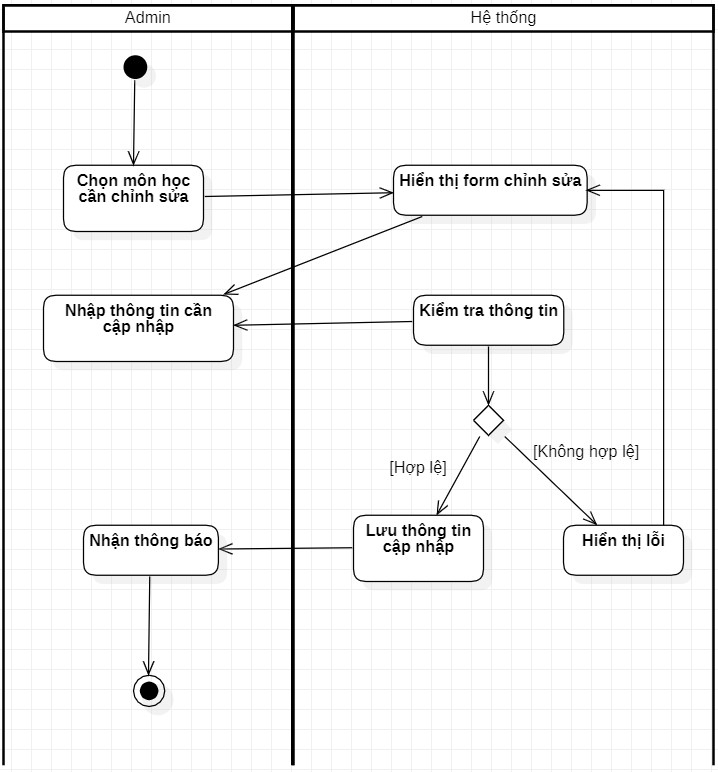 Admin
Hệ thống
Chọn môn học
cần chỉnh sửa
Hiển thị form chỉnh sửa
Nhập thông tin cần
cập nhập
Kiểm tra thông tin
[Hợp lệ]
[Không hợp lệ]
Nhận thông báo
Lưu thông tin
cập nhập
Hiển thị lỗi